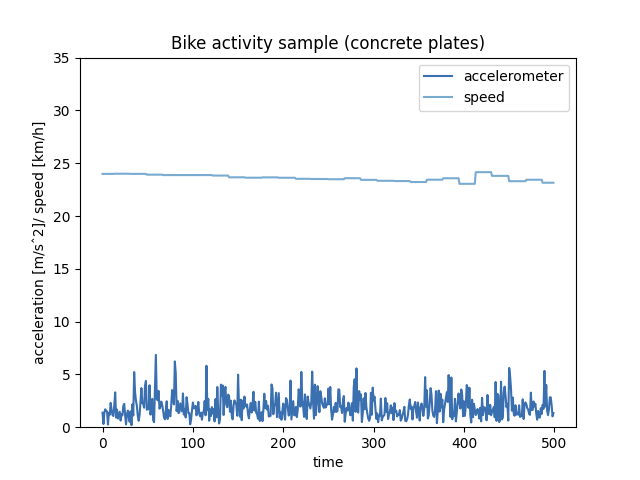 Bike activity sample (concrete plates)
accelerometer
speed
acceleration [m/sˆ2]/ speed [km/h]
35
30
25
20
15
10
5
0
0 100 200 300 400 500
time